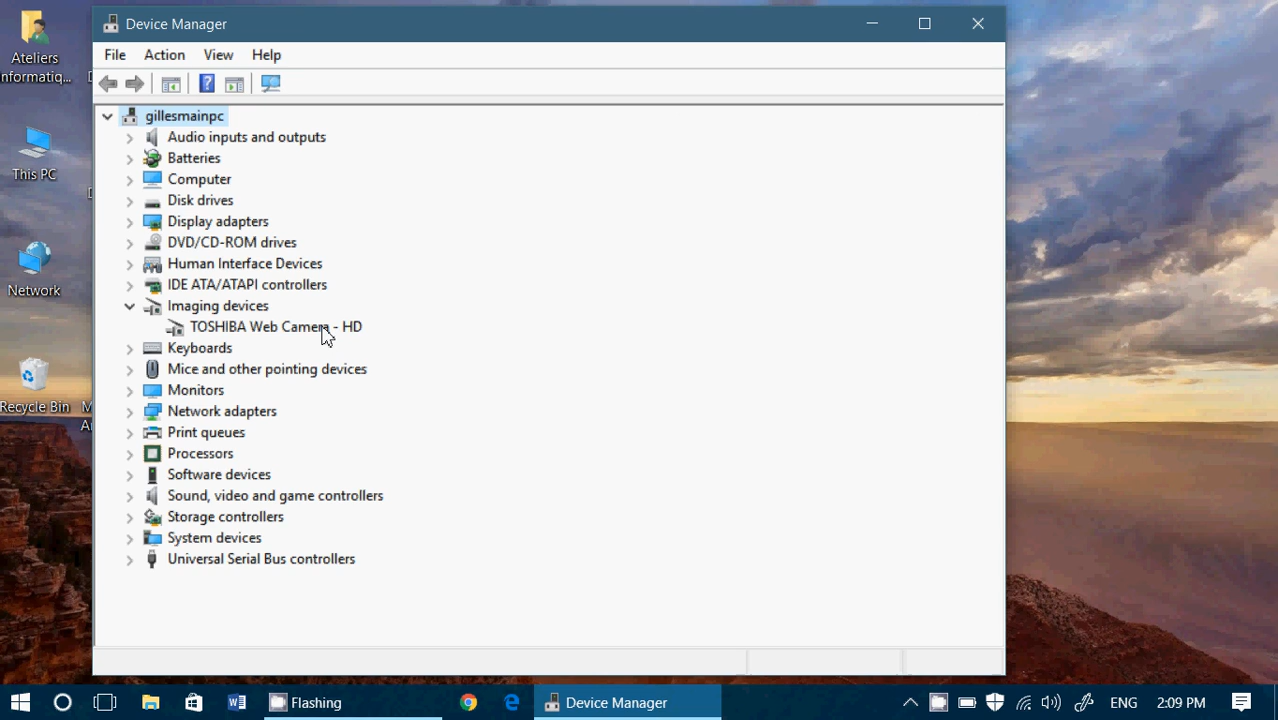 Device Manager
File Action View Help
gillesmainpc
Audio inputs and outputs
Batteries
Computer
Disk drives
Display adapters
DVD/CD-ROM drives
Human Interface Devices
IDE ATA/ATAPI controllers
Imaging devices
TOSHIBA Web Camera - HD
Keyboards
Mice and other pointing devices
Monitors
Network adapters
Print queues
Processors
Software devices
Sound, video and game controllers
Storage controllers
System devices
Universal Serial Bus controllers
Ateliers
Informatiq...
This PC
Network
Recycle Bin
Flashing
Device Manager
ENG
2:09 PM